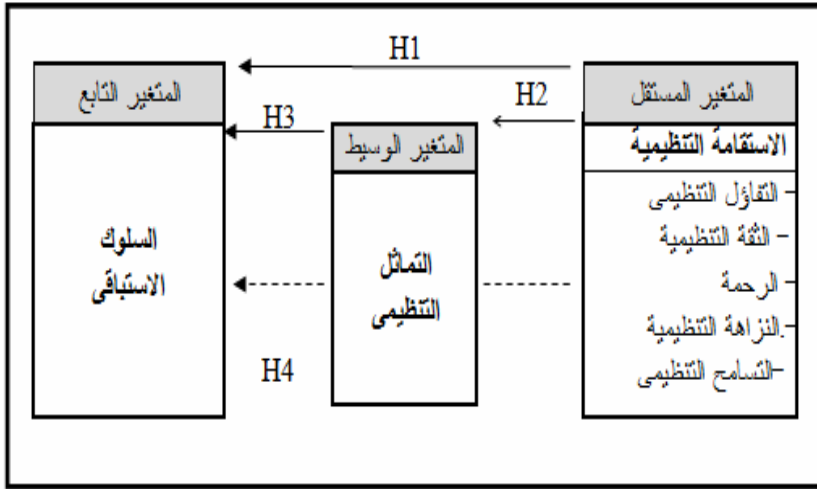 H1
المتغير المستقل
H2
المتغير التابع
الاستقامة التنظيمية
H3
المتغير الوسيط
- التفاؤل التنظيمى
- الثقة التنظيمية
- الرحمة
-.النزاهة التنظيمية
-التسامح التنظيمى
التماثل
التنظيمى
السلوك
الاستباقى
H4